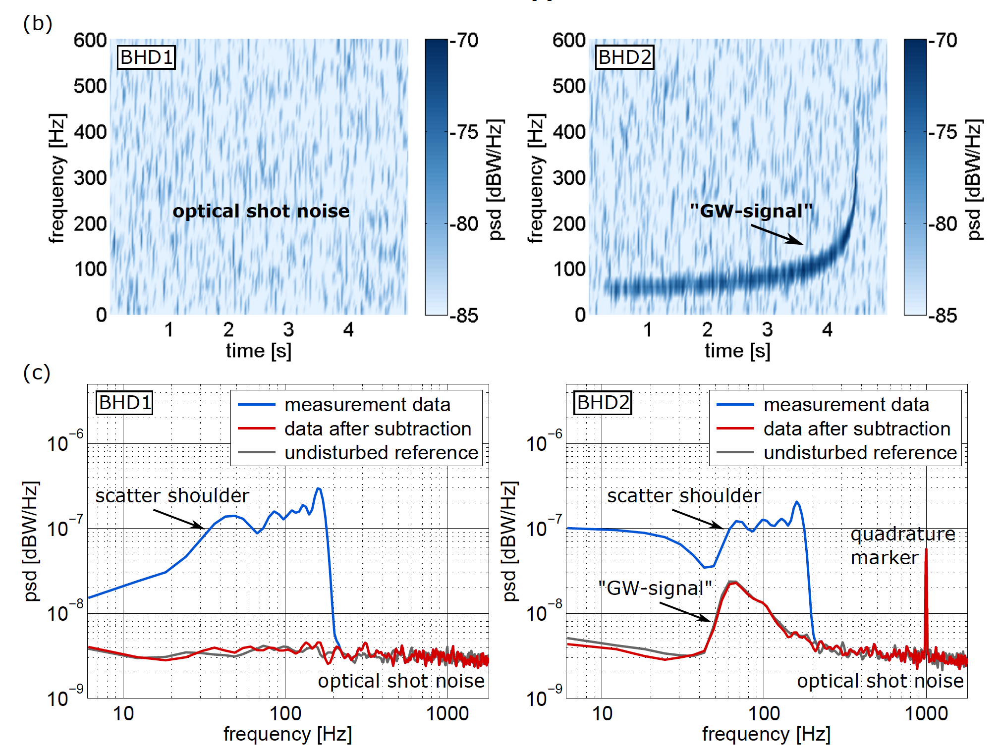 (b)
600
500
400
300
200
100
0
frequency [Hz]
BHD1
optical shot noise
1 2 3 4
time [s]
-70
-75
-80
-85
psd [dBW/Hz]
600
500
400
300
200
100
0
frequency [Hz]
BHD2
"GW-signal"
1 2 3 4
time [s]
-70
-75
-80
-85
psd [dBW/Hz]
(c)
10⁻⁶
10⁻⁷
10⁻⁸
10⁻⁹
psd [dBW/Hz]
BHD1
measurement data
data after subtraction
undisturbed reference
scatter shoulder
optical shot noise
10 100 1000
frequency [Hz]
10⁻⁶
10⁻⁷
10⁻⁸
10⁻⁹
psd [dBW/Hz]
BHD2
measurement data
data after subtraction
undisturbed reference
scatter shoulder
quadrature
marker
"GW-signal"
optical shot noise
10 100 1000
frequency [Hz]